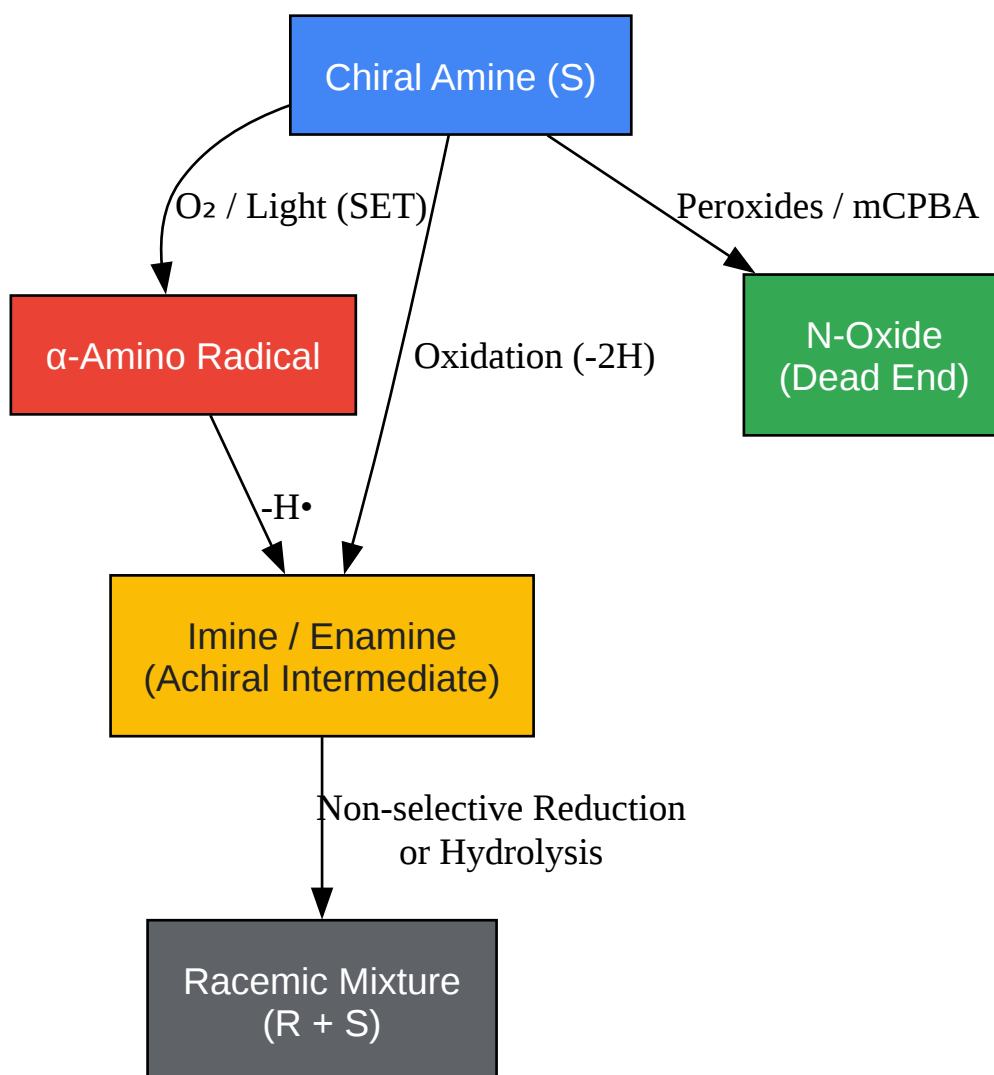 Chiral Amine (S)
O₂ / Light (SET)
Peroxides / mCPBA
α-Amino Radical
Oxidation (-2H)
N-Oxide
(Dead End)
-H•
Imine / Enamine
(Achiral Intermediate)
Non-selective Reduction
or Hydrolysis
Racemic Mixture
(R + S)